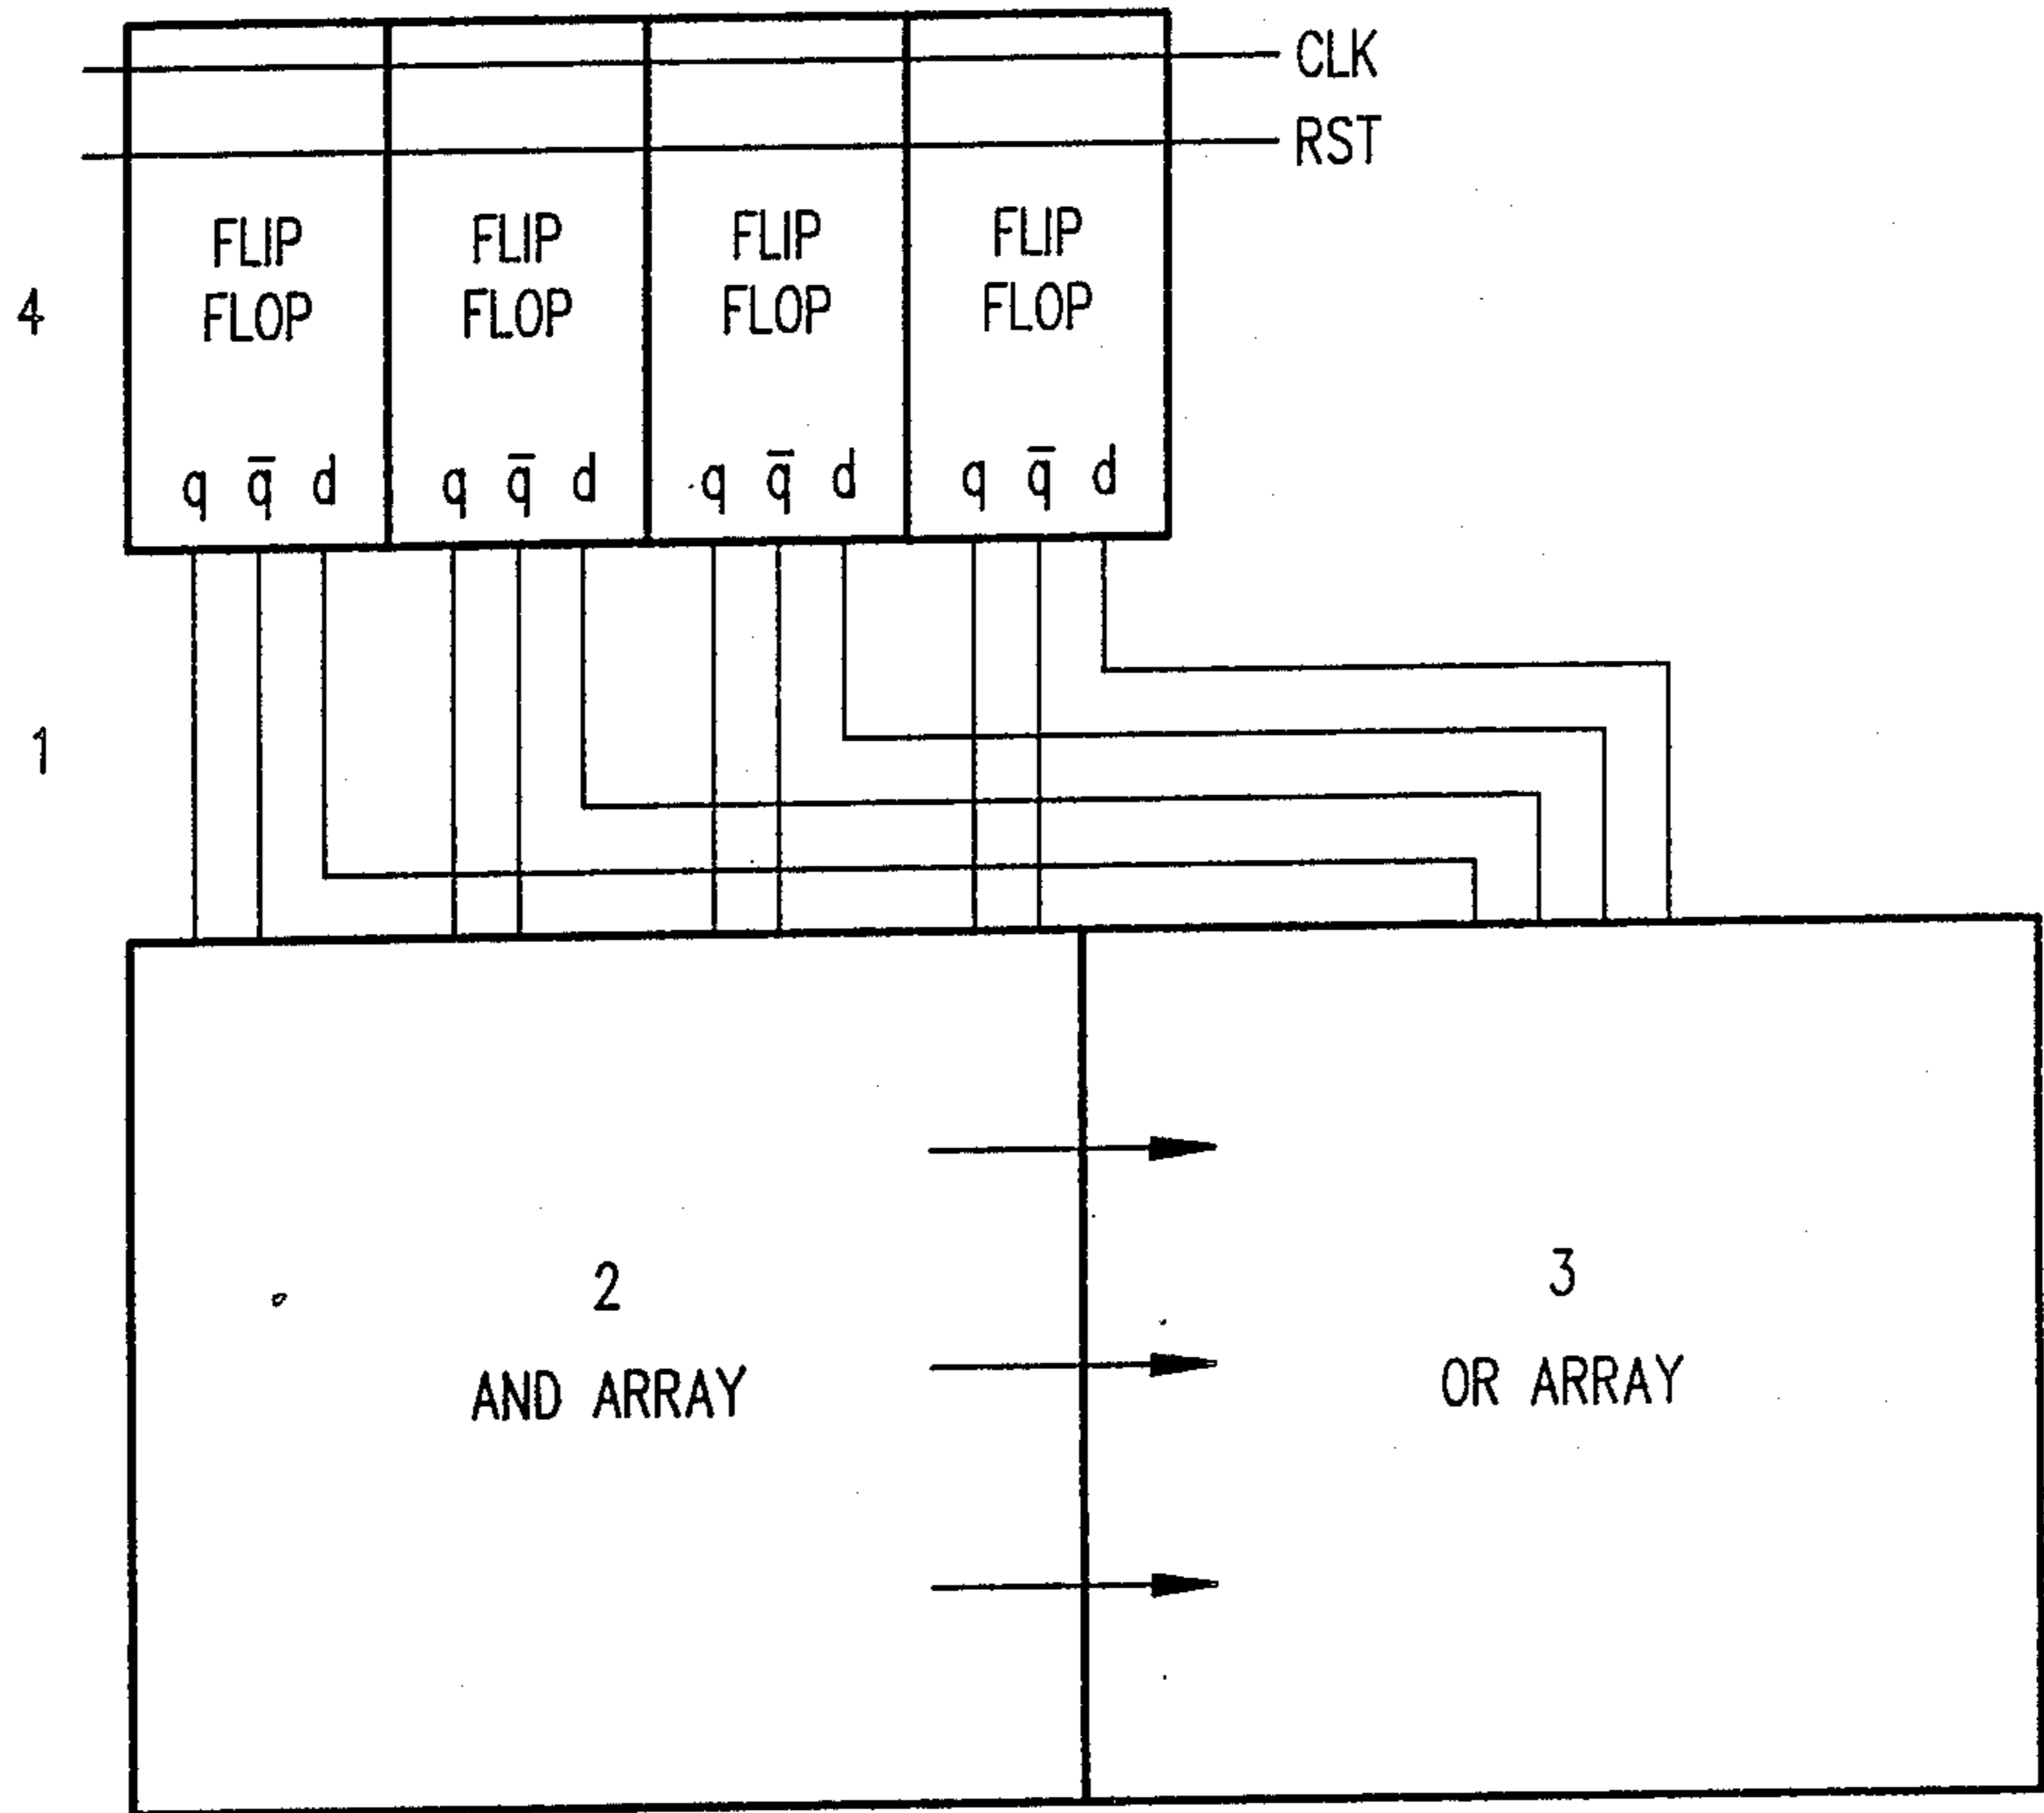 CLK
RST
FLIP FLIP FLIP FLIP
4 FLOP FLOP FLOP FLOP
q q̅ d q q̅ d q q̅ d q q̅ d
1
2 3
AND ARRAY OR ARRAY